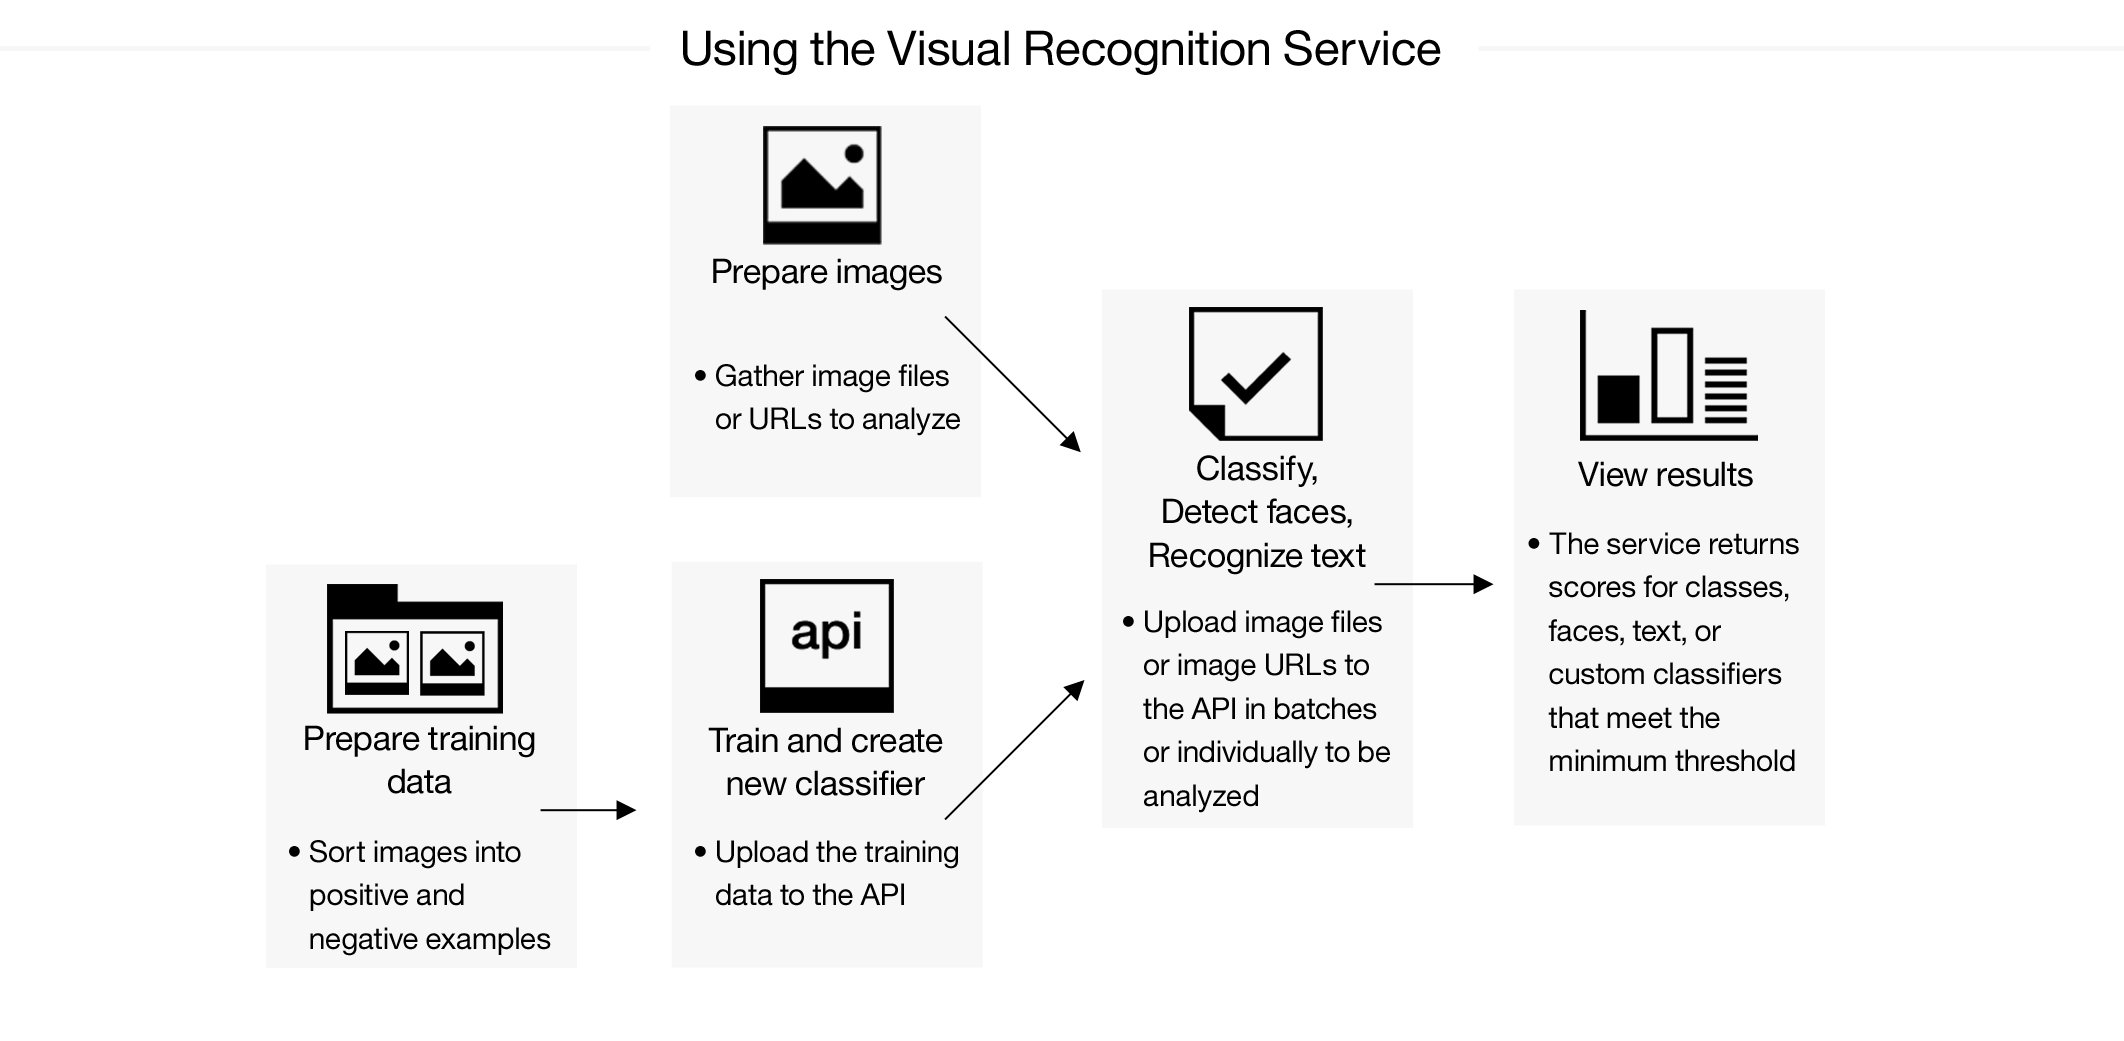 Using the Visual Recognition Service
Prepare images
• Gather image files
or URLs to analyze
Prepare training
data
• Sort images into
positive and
negative examples
api
Train and create
new classifier
• Upload the training
data to the API
Classify,
Detect faces,
Recognize text
• Upload image files
or image URLs to
the API in batches
or individually to be
analyzed
View results
• The service returns
scores for classes,
faces, text, or
custom classifiers
that meet the
minimum threshold